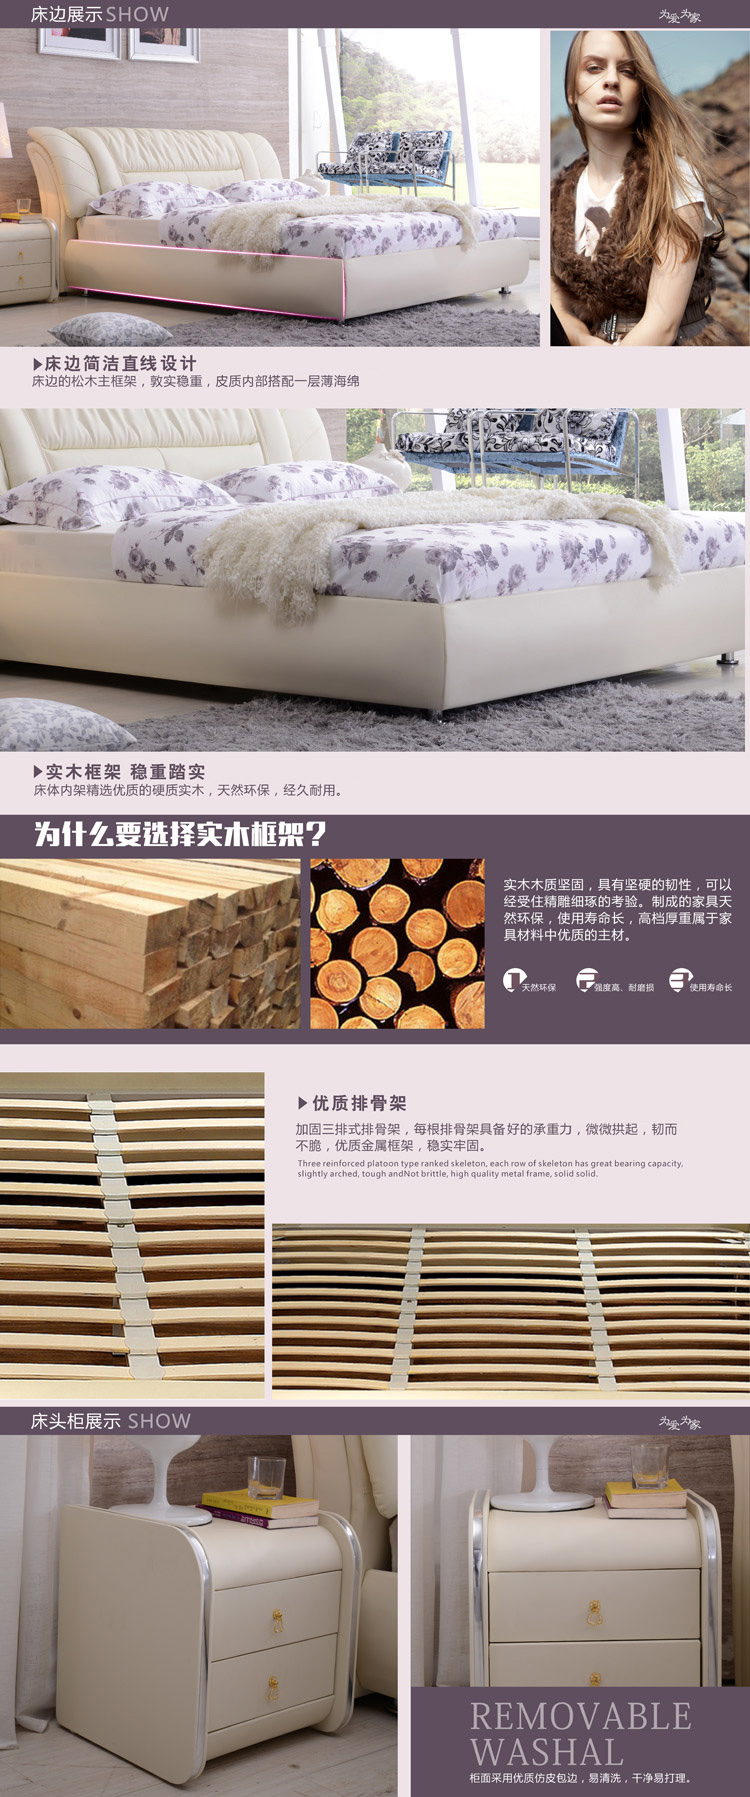 床边展示 SHOW
为爱为家
床边简洁直线设计
床边的松木主框架，敦实稳重，皮质内部搭配一层薄海绵
实木框架 稳重踏实
床体内架精选优质的硬质实木，天然环保，经久耐用。
为什么要选择实木框架?
实木木质坚固，具有坚硬的韧性，可以
经受住精雕细琢的考验。制成的家具天
然环保，使用寿命长，高档厚重属于家
具材料中优质的主材。
天然环保
强度高、耐磨损
使用寿命长
优质排骨架
加固三排式排骨架，每根排骨架具备好的承重力，微微拱起，韧而
不脆，优质金属框架，稳实牢固。
Three reinforced platoon type ranked skeleton, each row of skeleton has great bearing capacity,
slightly arched, tough andNot brittle, high quality metal frame, solid solid.
床头柜展示 SHOW
为爱为家
REMOVABLE
WASHAL
柜面采用优质仿皮包边，易清洗，干净易打理。